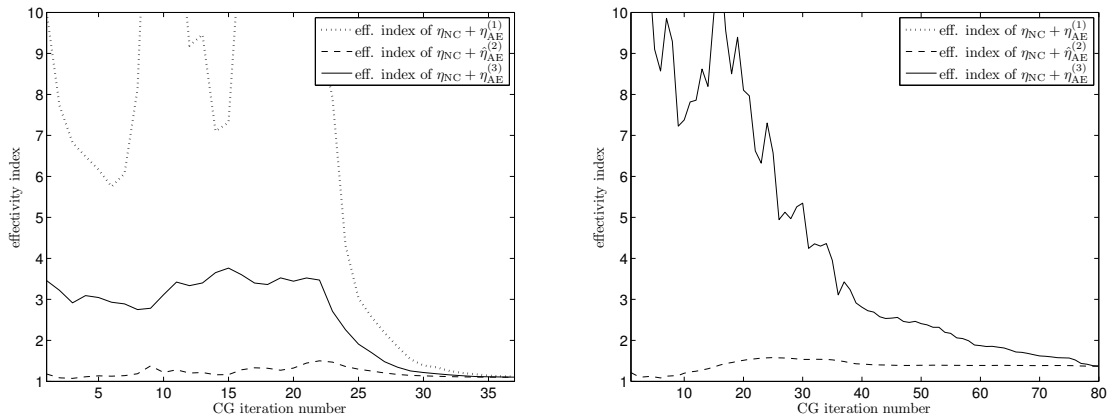 10
9
8
7
6
5
4
3
2
1
effectivity index
eff. index of η_NC + η_AE^(1)
eff. index of η_NC + η̂_AE^(2)
eff. index of η_NC + η_AE^(3)
5 10 15 20 25 30 35
CG iteration number
10
9
8
7
6
5
4
3
2
1
effectivity index
eff. index of η_NC + η_AE^(1)
eff. index of η_NC + η̂_AE^(2)
eff. index of η_NC + η_AE^(3)
10 20 30 40 50 60 70 80
CG iteration number